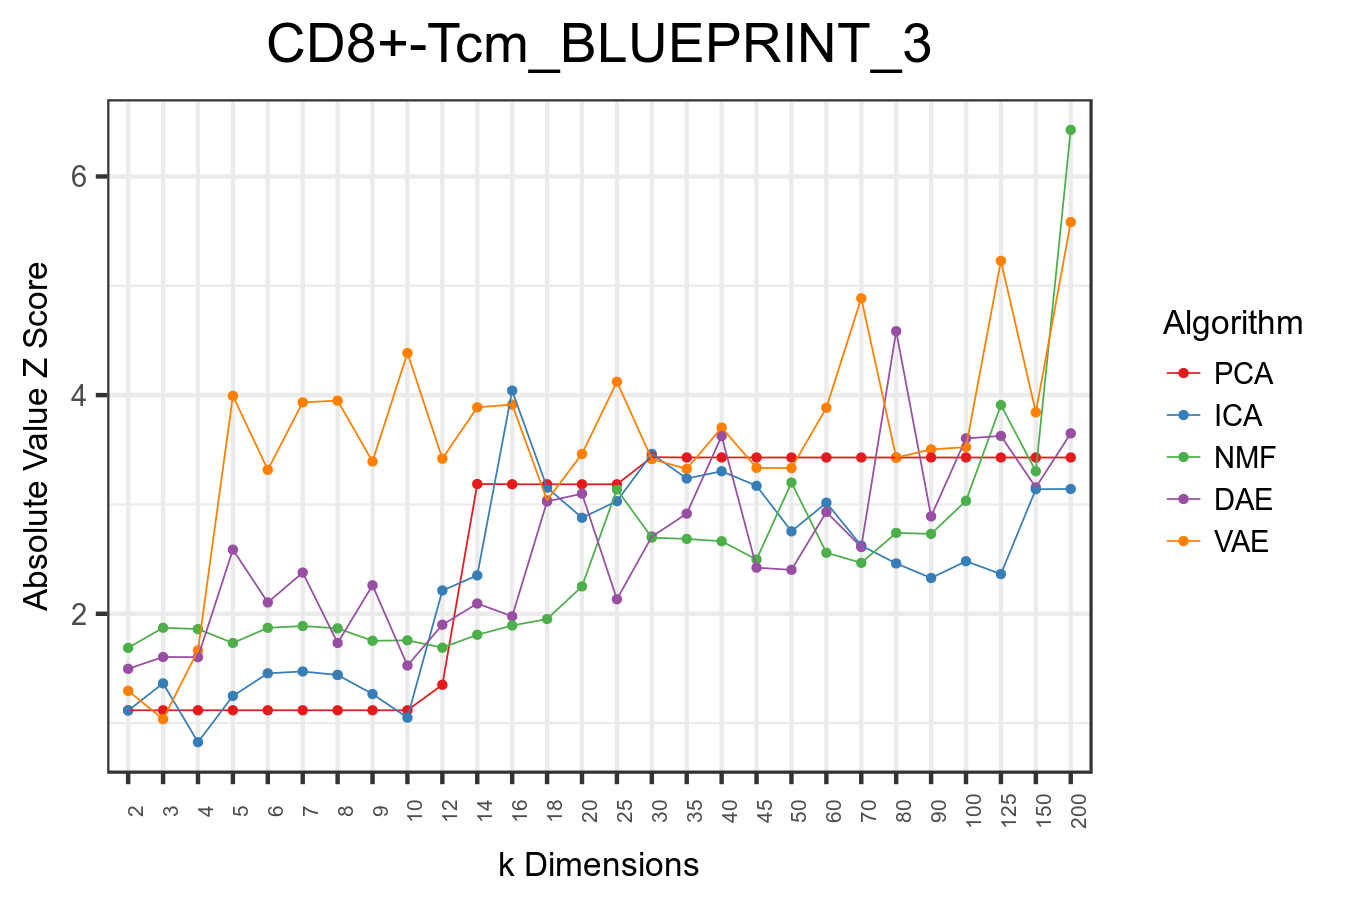 CD8+-Tcm_BLUEPRINT_3
Absolute Value Z Score
6
4
2
2 3 4 5 6 7 8 9 10 12 14 16 18 20 25 30 35 40 45 50 60 70 80 90 100 125 150 200
k Dimensions
Algorithm
PCA
ICA
NMF
DAE
VAE